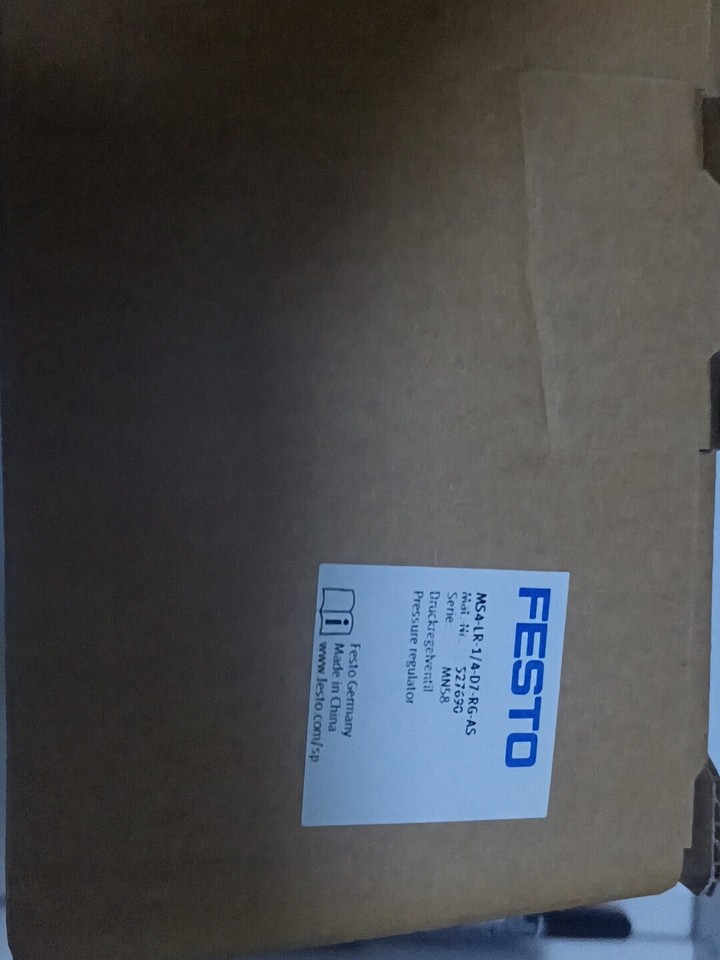 FESTO
MS4-LR-1/4-D7-RG-AS
Mat.-Nr.: 527690
Serie: MN58
Druckregelventil
Pressure regulator
Festo Germany
Made in China
www.festo.com/sp